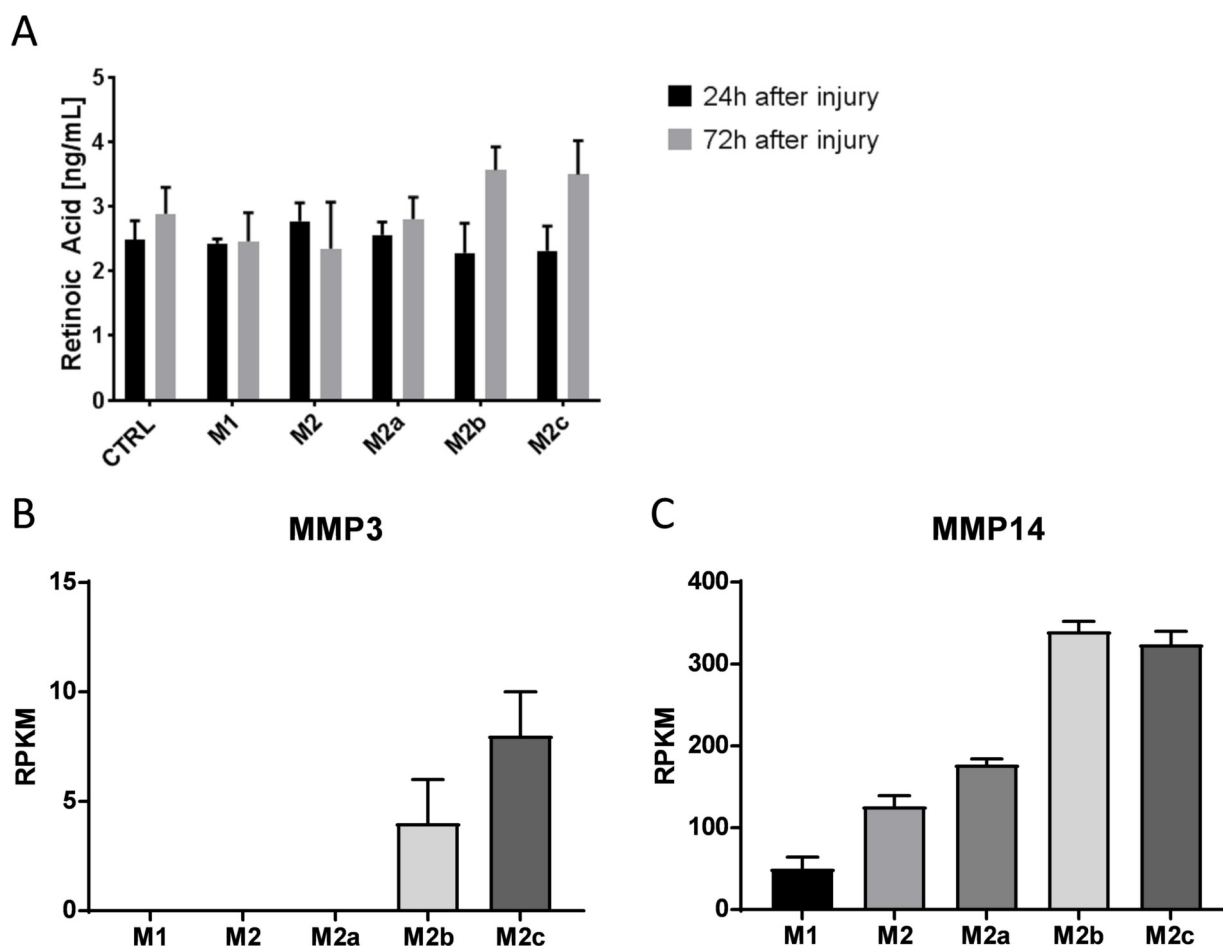 A
Retinoic Acid [ng/mL]
5
4
3
2
1
0
CTRL M1 M2 M2a M2b M2c
24h after injury
72h after injury
B
MMP3
RPKM
15
10
5
0
M1 M2 M2a M2b M2c
C
MMP14
RPKM
400
300
200
100
0
M1 M2 M2a M2b M2c